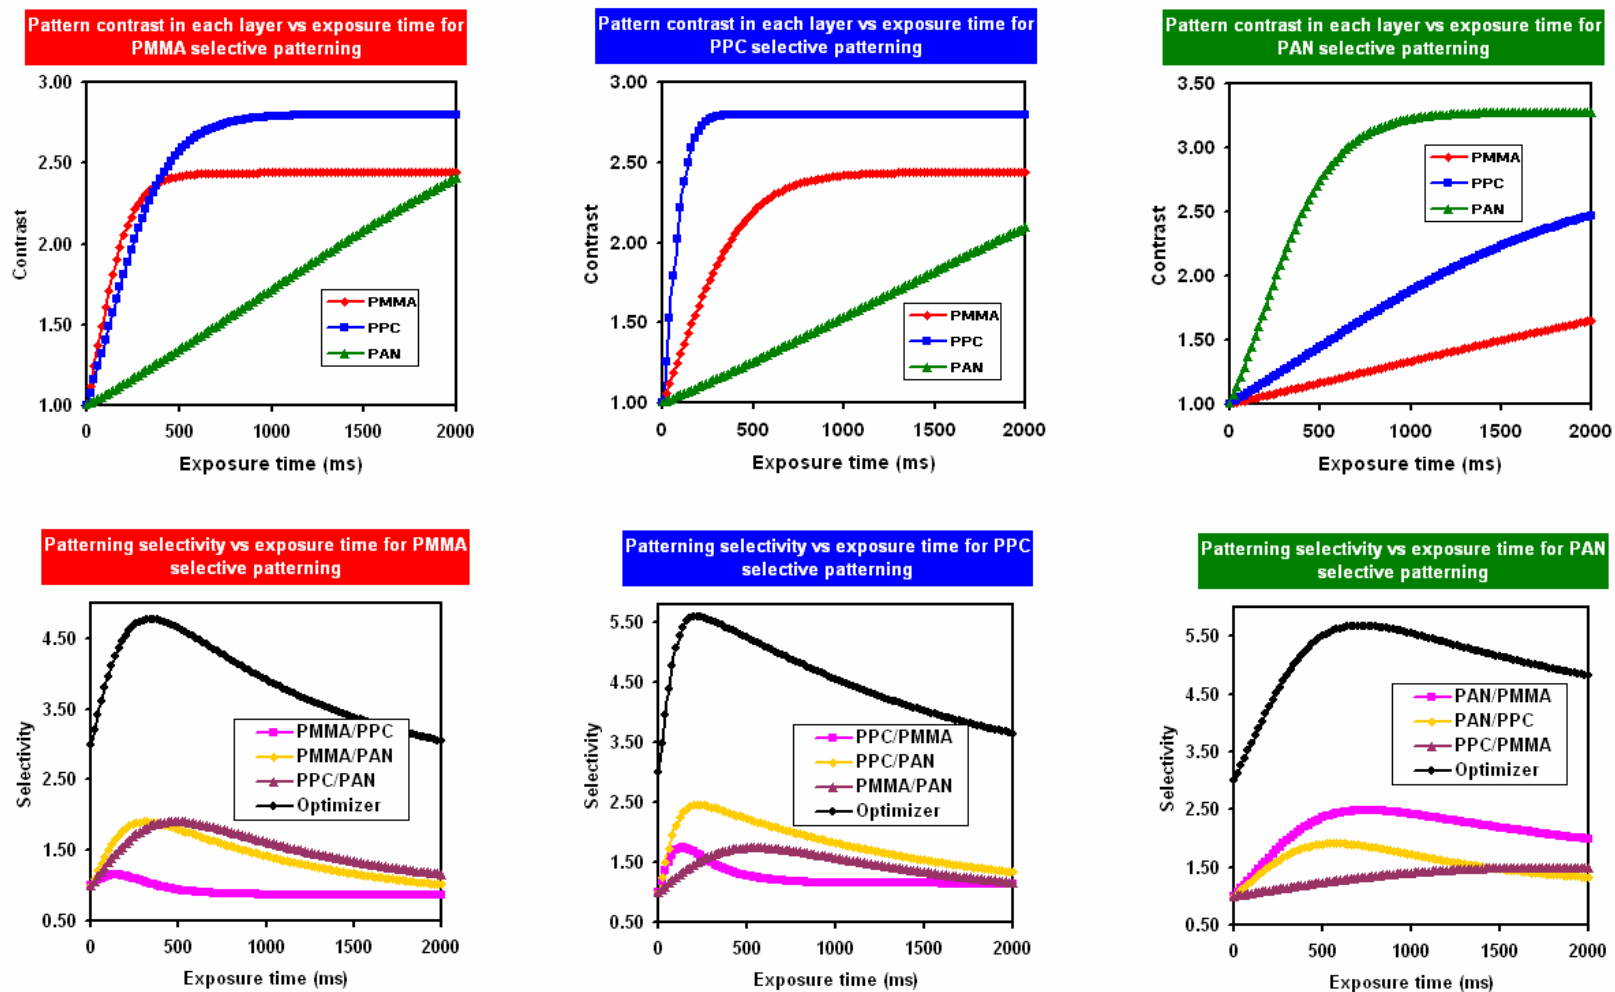 Pattern contrast in each layer vs exposure time for
PMMA selective patterning
3.00
2.50
2.00
1.50
1.00
Contrast
PMMA
PPC
PAN
0
500
1000
1500
2000
Exposure time (ms)
Pattern contrast in each layer vs exposure time for
PPC selective patterning
3.00
2.50
2.00
1.50
1.00
Contrast
PMMA
PPC
PAN
0
500
1000
1500
2000
Exposure time (ms)
Pattern contrast in each layer vs exposure time for
PAN selective patterning
3.50
3.00
2.50
2.00
1.50
1.00
Contrast
PMMA
PPC
PAN
0
500
1000
1500
2000
Exposure time (ms)
Patterning selectivity vs exposure time for PMMA
selective patterning
4.50
3.50
2.50
1.50
0.50
Selectivity
PMMA/PPC
PMMA/PAN
PPC/PAN
Optimizer
0
500
1000
1500
2000
Exposure time (ms)
Patterning selectivity vs exposure time for PPC
selective patterning
5.50
4.50
3.50
2.50
1.50
0.50
Selectivity
PPC/PMMA
PPC/PAN
PMMA/PAN
Optimizer
0
500
1000
1500
2000
Exposure time (ms)
Patterning selectivity vs exposure time for PAN
selective patterning
5.50
4.50
3.50
2.50
1.50
0.50
Selectivity
PAN/PMMA
PAN/PPC
PPC/PMMA
Optimizer
0
500
1000
1500
2000
Exposure time (ms)